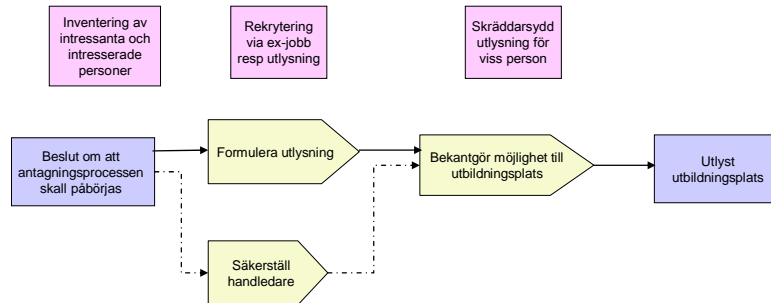 Inventering av
intressanta och
intresserade
personer
Rekrytering
via ex-jobb
resp utlysning
Skräddarsydd
utlysning för
viss person
Beslut om att
antagningsprocessen
skall påbörjas
Formulera utlysning
Bekantgör möjlighet till
utbildningsplats
Utlyst
utbildningsplats
Säkerställ
handledare